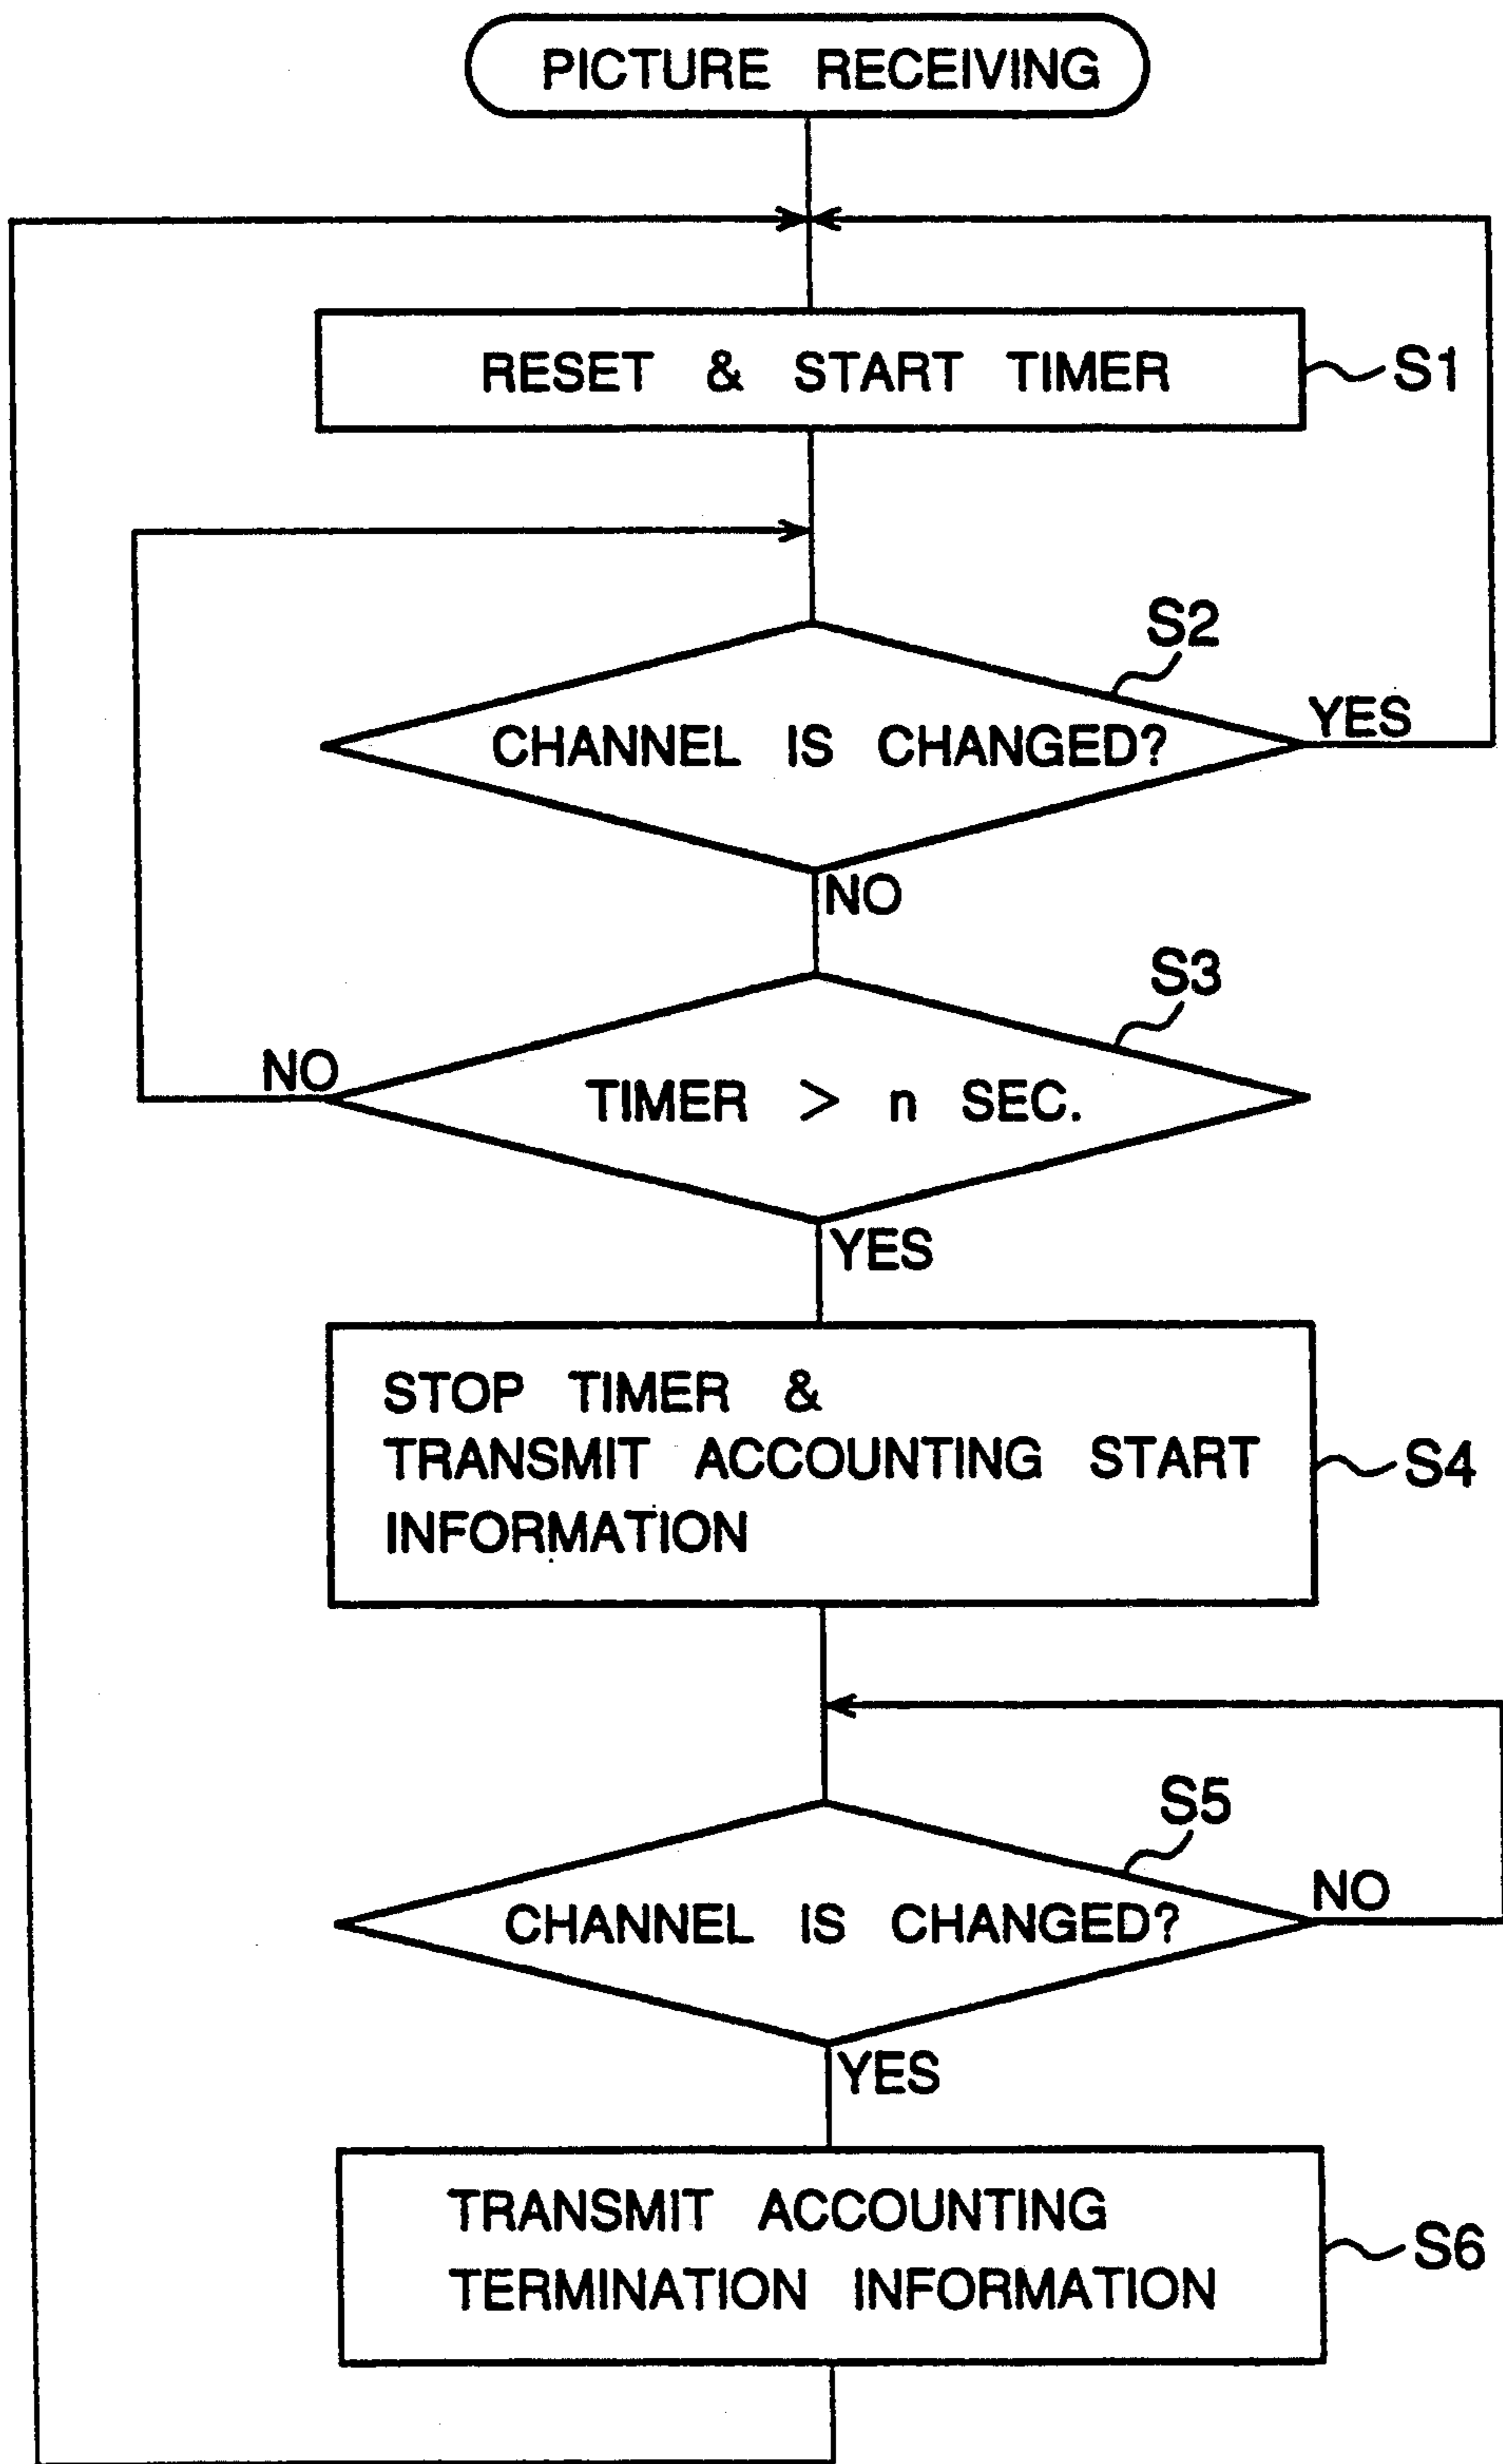 PICTURE RECEIVING
RESET & START TIMER
S1
S2
CHANNEL IS CHANGED?
YES
NO
S3
NO
TIMER > n SEC.
YES
STOP TIMER &
TRANSMIT ACCOUNTING START
INFORMATION
S4
S5
CHANNEL IS CHANGED?
NO
YES
TRANSMIT ACCOUNTING
TERMINATION INFORMATION
S6